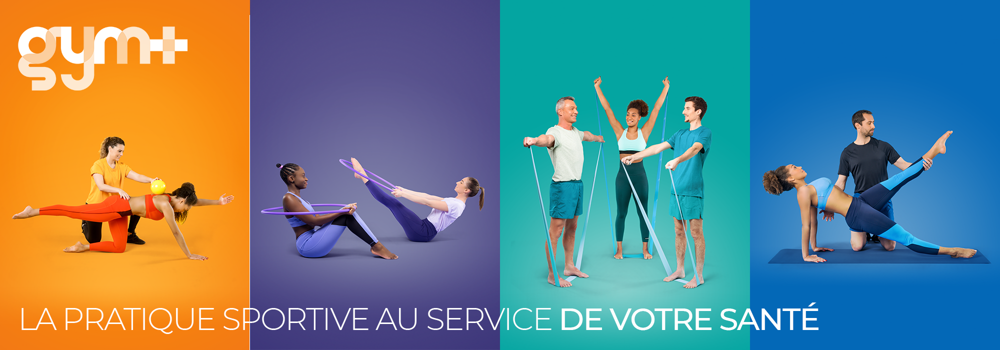 gym+
LA PRATIQUE SPORTIVE AU SERVICE DE VOTRE SANTÉ